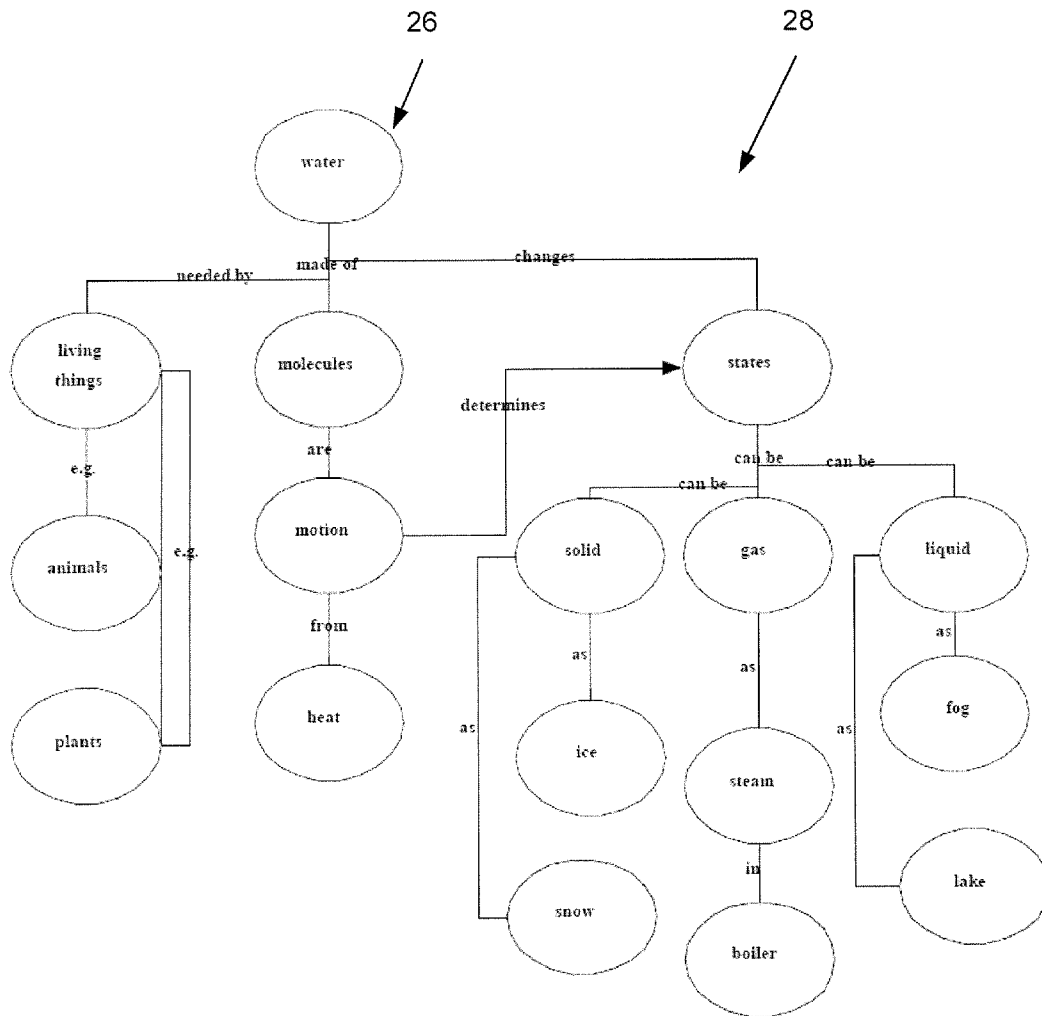 26
28
water
needed by
made of
changes
living
things
molecules
states
determines
e.g.
are
can be
can be
can be
animals
e.g.
motion
solid
gas
liquid
from
as
as
as
plants
heat
as
ice
steam
as
fog
in
lake
snow
boiler